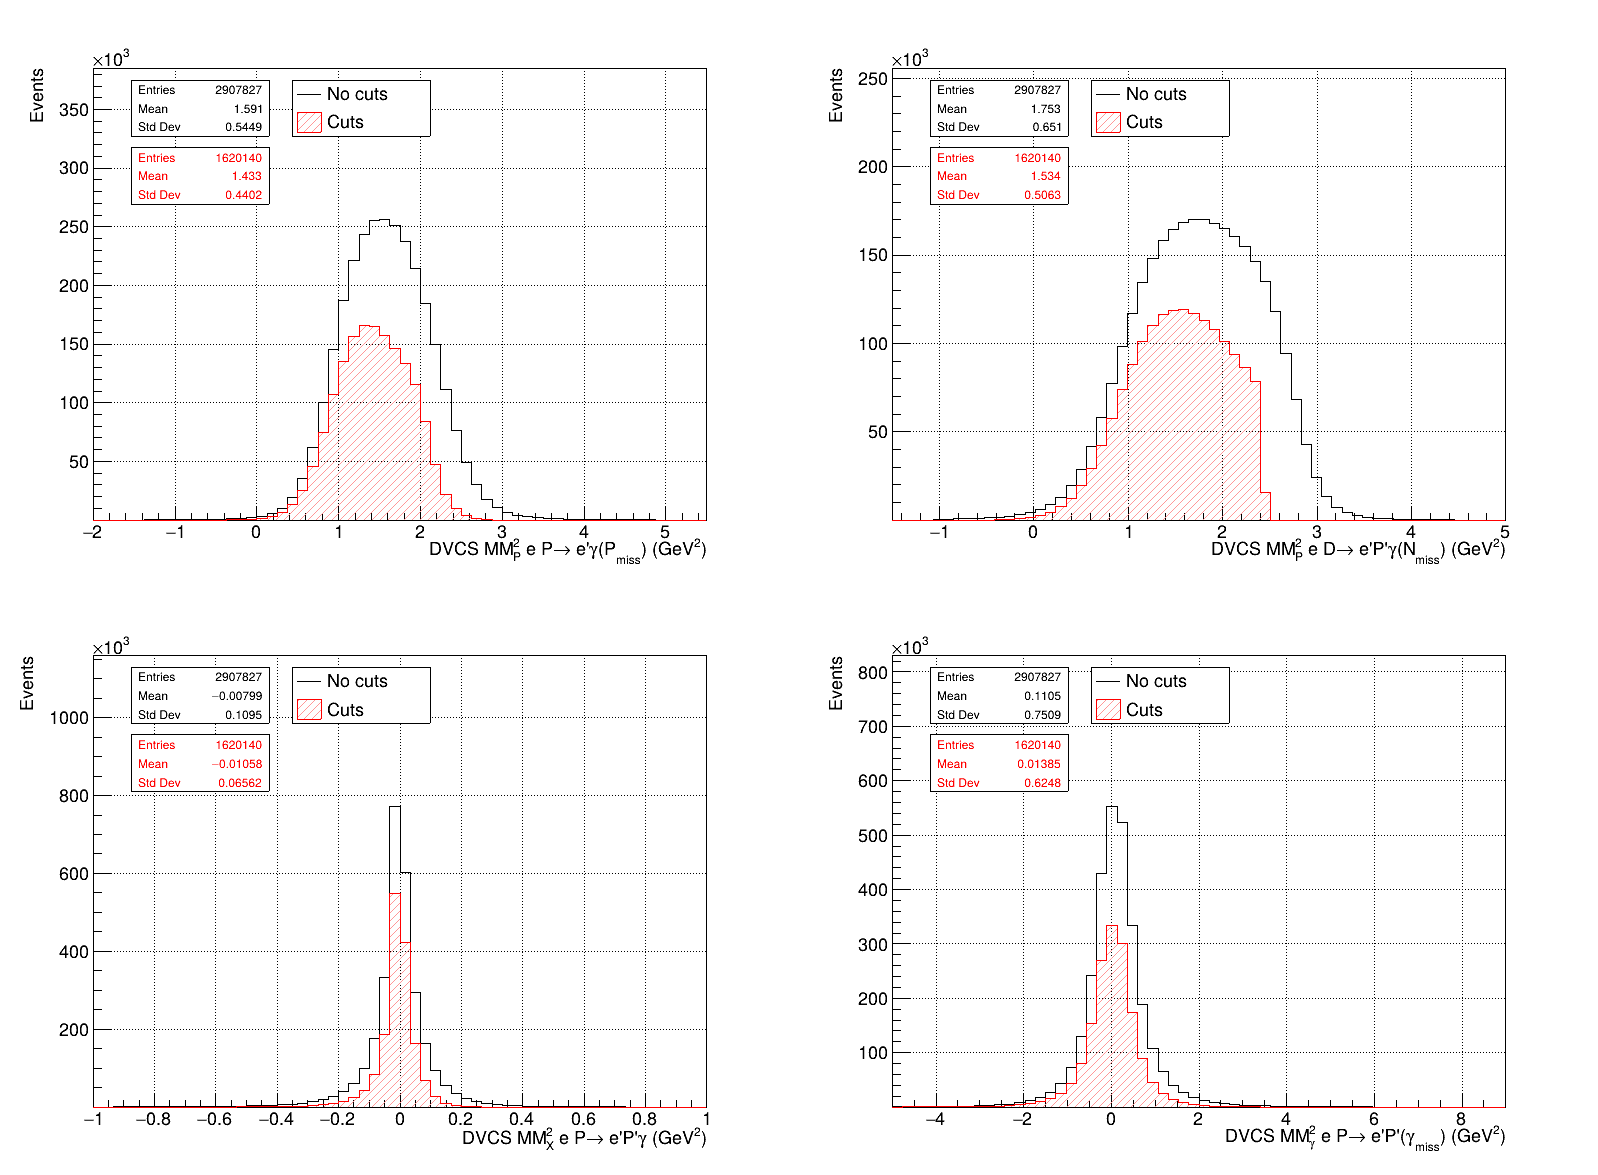 ×10³
Events
Entries 2907827
Mean 1.591
Std Dev 0.5449
Entries 1620140
Mean 1.433
Std Dev 0.4402
No cuts
Cuts
350
300
250
200
150
100
50
−2 −1 0 1 2 3 4 5
DVCS MM²_P e P→ e'γ(P_miss) (GeV²)
×10³
Events
Entries 2907827
Mean 1.753
Std Dev 0.651
Entries 1620140
Mean 1.534
Std Dev 0.5063
No cuts
Cuts
250
200
150
100
50
−1 0 1 2 3 4 5
DVCS MM²_P e D→ e'P'γ(N_miss) (GeV²)
×10³
Events
Entries 2907827
Mean −0.00799
Std Dev 0.1095
Entries 1620140
Mean −0.01058
Std Dev 0.06562
No cuts
Cuts
1000
800
600
400
200
−1 −0.8 −0.6 −0.4 −0.2 0 0.2 0.4 0.6 0.8 1
DVCS MM²_X e P→ e'P'γ (GeV²)
×10³
Events
Entries 2907827
Mean 0.1105
Std Dev 0.7509
Entries 1620140
Mean 0.01385
Std Dev 0.6248
No cuts
Cuts
800
700
600
500
400
300
200
100
−4 −2 0 2 4 6 8
DVCS MM²_γ e P→ e'P'(γ_miss) (GeV²)